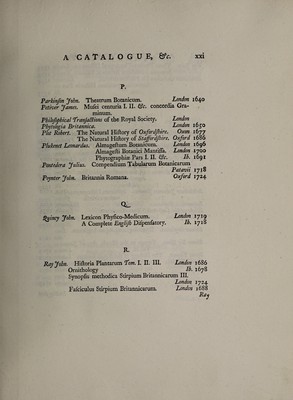 A CATALOGUE, &c. xxi
P.
Parkinson John. Theatrum Botanicum. London 1640
Petiver James. Musei centuria I. II. &c. concordia Gra-
minum.
Philosophical Transactions of the Royal Society. London
Phytologia Britannica. London 1650
Plot Robert. The Natural History of Oxfordshire. Oxon 1677
The Natural History of Staffordshire. Oxford 1686
Plukenet Leonardus. Almagestum Botanicum. London 1696
Almagesti Botanici Mantissa. London 1700
Phytographiæ Pars I. II. &c. Ib. 1691
Pontedera Julius. Compendium Tabularum Botanicarum
Patavii 1718
Poynter John. Britannia Romana. Oxford 1724
Q.
Quincy John. Lexicon Physico-Medicum. London 1719
A Complete English Dispensatory. Ib. 1718
R.
Ray John. Historia Plantarum Tom. I. II. III. London 1686
Ornithology Ib. 1678
Synopsis methodica Stirpium Britannicarum III.
London 1724
Fasciculus Stirpium Britannicarum. London 1688
Ray